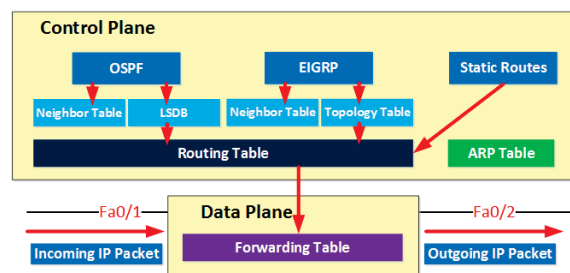 Control Plane
OSPF
EIGRP
Static Routes
Neighbor Table
LSDB
Neighbor Table
Topology Table
Routing Table
ARP Table
Fa0/1
Data Plane
Fa0/2
Incoming IP Packet
Forwarding Table
Outgoing IP Packet